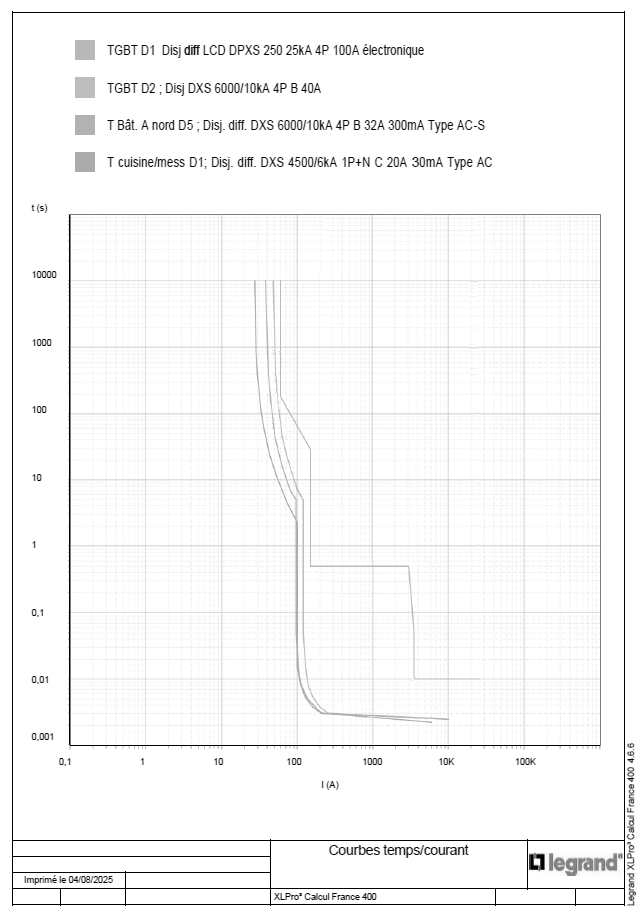 TGBT D1 Disj diff LCD DPXS 250 25kA 4P 100A électronique
TGBT D2 ; Disj DXS 6000/10kA 4P B 40A
T Bât. A nord D5 ; Disj. diff. DXS 6000/10kA 4P B 32A 300mA Type AC-S
T cuisine/mess D1; Disj. diff. DXS 4500/6kA 1P+N C 20A 30mA Type AC
t (s)
10000
1000
100
10
1
0,1
0,01
0,001
0,1 1 10 100 1000 10K 100K
I (A)
Legrand XLPro³ Calcul France 400 4.6.6
Courbes temps/courant
legrand®
Imprimé le 04/08/2025
XLPro³ Calcul France 400